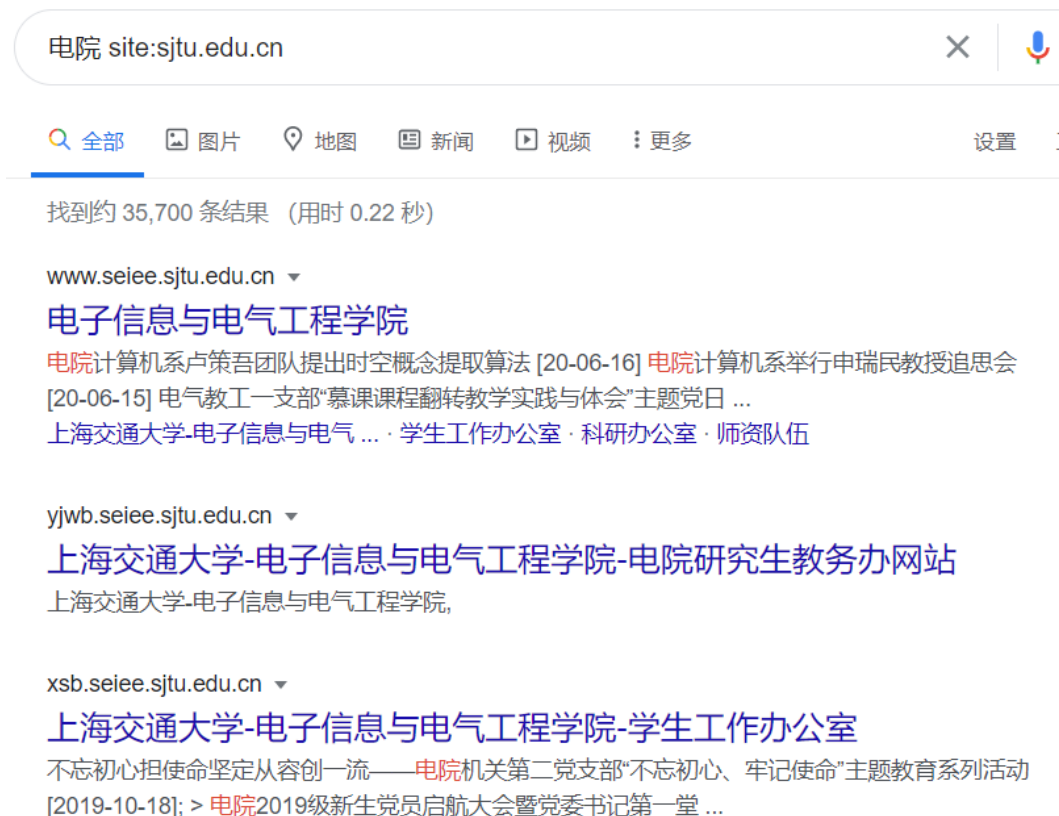 电院 site:sjtu.edu.cn
全部 图片 地图 新闻 视频 更多 设置
找到约 35,700 条结果 （用时 0.22 秒）
www.seiee.sjtu.edu.cn
电子信息与电气工程学院
电院计算机系卢策吾团队提出时空概念提取算法 [20-06-16] 电院计算机系举行申瑞民教授追思会
[20-06-15] 电气教工一支部“慕课课程翻转教学实践与体会”主题党日 ...
上海交通大学-电子信息与电气 ... · 学生工作办公室 · 科研办公室 · 师资队伍
yjwb.seiee.sjtu.edu.cn
上海交通大学-电子信息与电气工程学院-电院研究生教务办网站
上海交通大学-电子信息与电气工程学院,
xsb.seiee.sjtu.edu.cn
上海交通大学-电子信息与电气工程学院-学生工作办公室
不忘初心担使命坚定从容创一流——电院机关第二党支部“不忘初心、牢记使命”主题教育系列活动
[2019-10-18]; > 电院2019级新生党员启航大会暨党委书记第一堂 ...